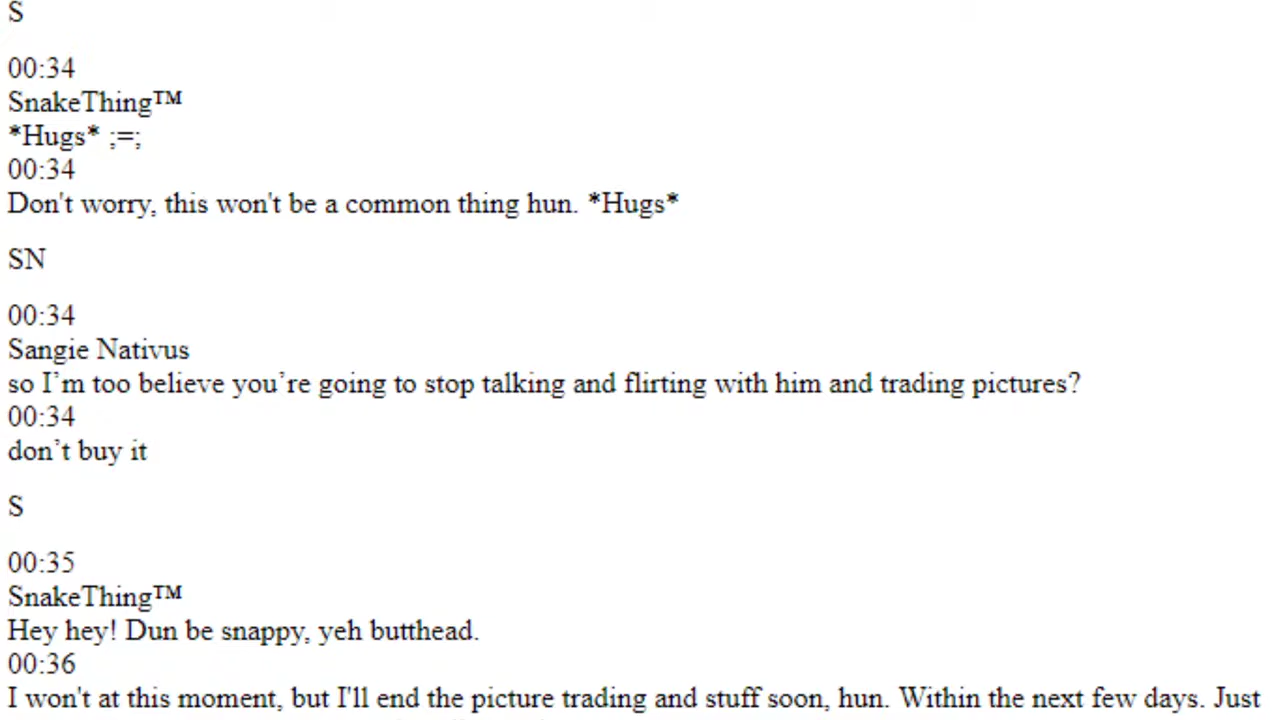 S
00:34
SnakeThing™
*Hugs* ;=;
00:34
Don't worry, this won't be a common thing hun. *Hugs*
SN
00:34
Sangie Nativus
so I’m too believe you’re going to stop talking and flirting with him and trading pictures?
00:34
don’t buy it
S
00:35
SnakeThing™
Hey hey! Dun be snappy, yeh butthead.
00:36
I won't at this moment, but I'll end the picture trading and stuff soon, hun. Within the next few days. Just